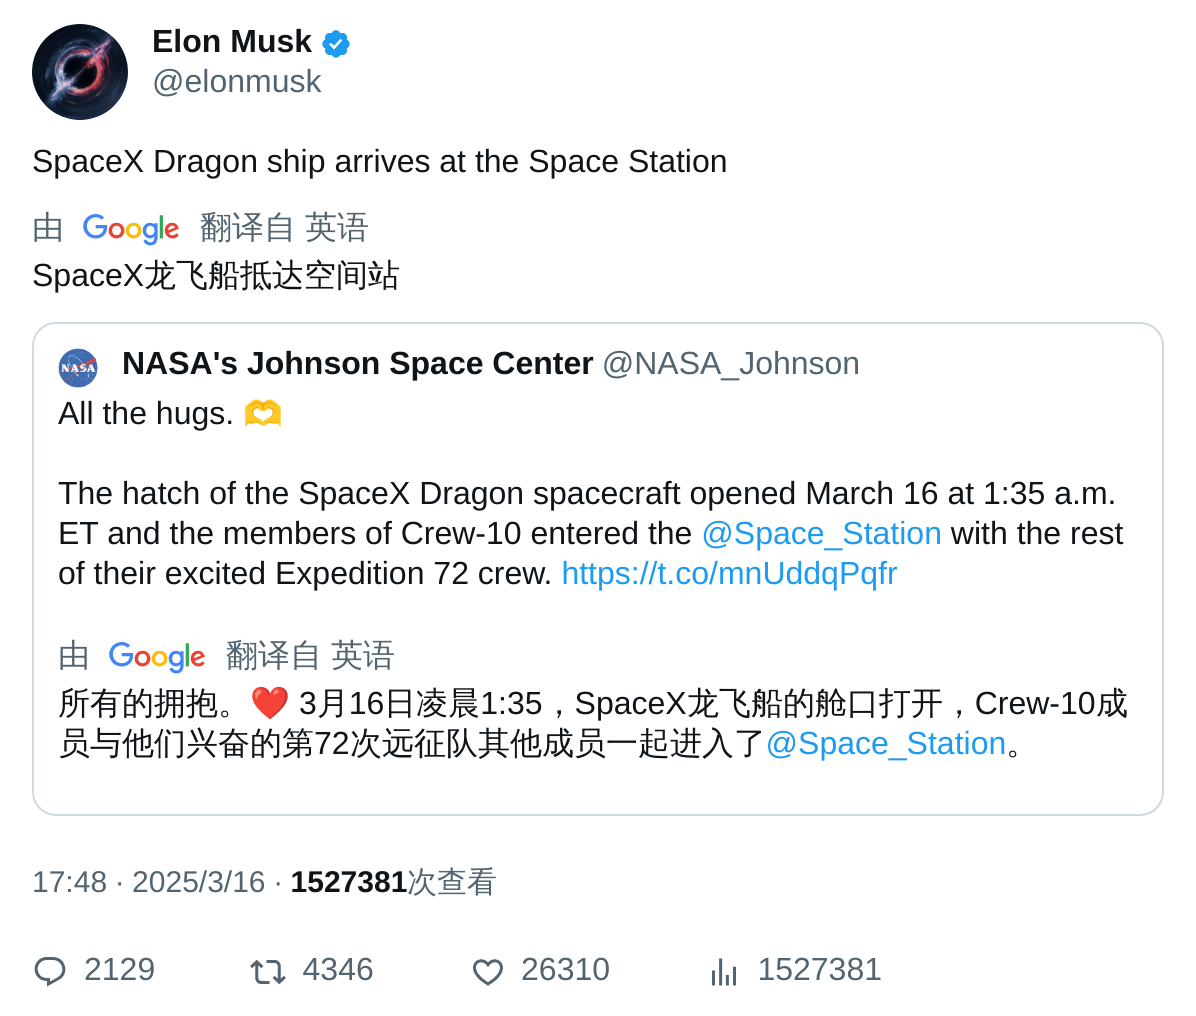 Elon Musk
@elonmusk
SpaceX Dragon ship arrives at the Space Station
由 Google 翻译自 英语
SpaceX龙飞船抵达空间站
NASA NASA's Johnson Space Center @NASA_Johnson
All the hugs. 🫶
The hatch of the SpaceX Dragon spacecraft opened March 16 at 1:35 a.m.
ET and the members of Crew-10 entered the @Space_Station with the rest
of their excited Expedition 72 crew. https://t.co/mnUddqPqfr
由 Google 翻译自 英语
所有的拥抱。❤️ 3月16日凌晨1:35，SpaceX龙飞船的舱口打开，Crew-10成
员与他们兴奋的第72次远征队其他成员一起进入了@Space_Station。
17:48 · 2025/3/16 · 1527381次查看
2129 4346 26310 1527381